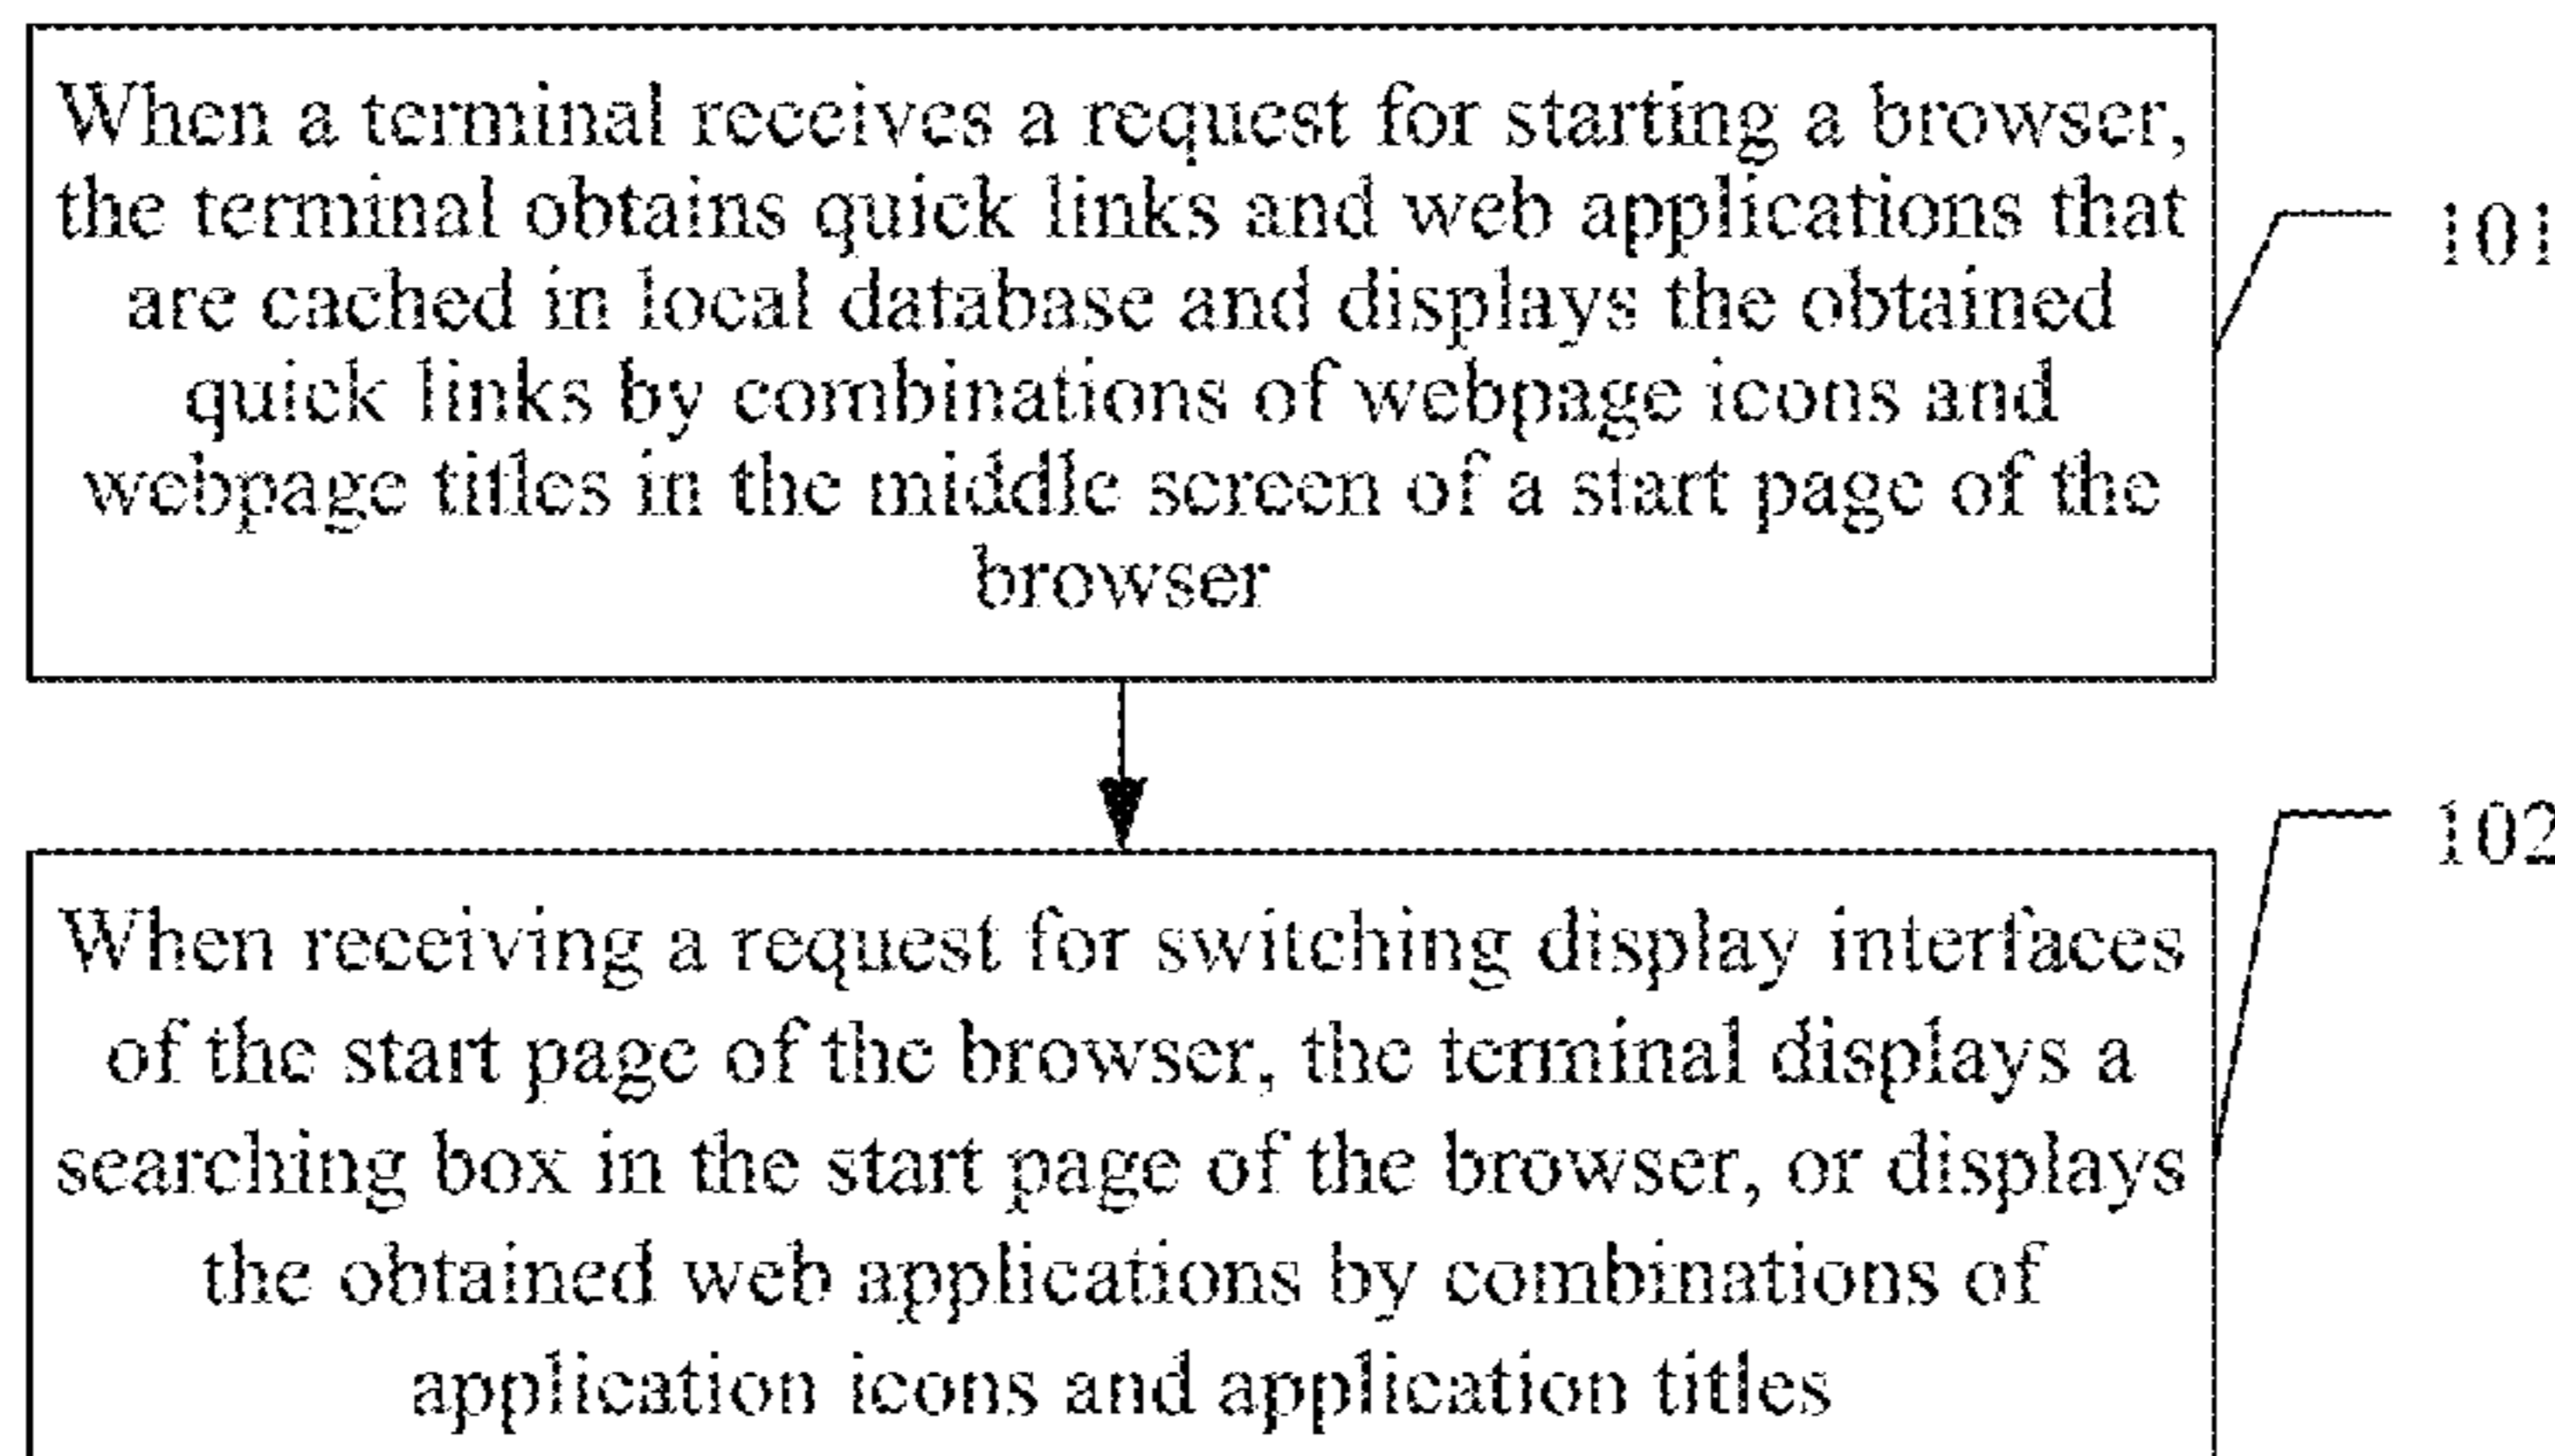 When a terminal receives a request for starting a browser,
the terminal obtains quick links and web applications that
are cached in local database and displays the obtained
quick links by combinations of webpage icons and
webpage titles in the middle screen of a start page of the
browser
101
102
When receiving a request for switching display interfaces
of the start page of the browser, the terminal displays a
searching box in the start page of the browser, or displays
the obtained web applications by combinations of
application icons and application titles